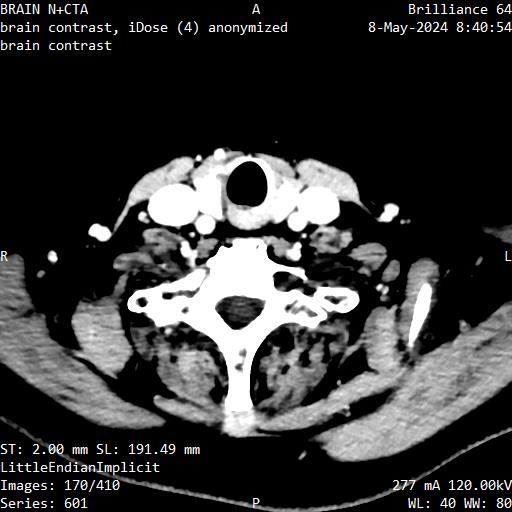 BRAIN N+CTA
A
Brilliance 64
brain contrast, iDose (4) anonymized
8-May-2024 8:40:54
brain contrast
R
L
ST: 2.00 mm SL: 191.49 mm
LittleEndianImplicit
Images: 170/410
277 mA 120.00kV
Series: 601
P
WL: 40 WW: 80